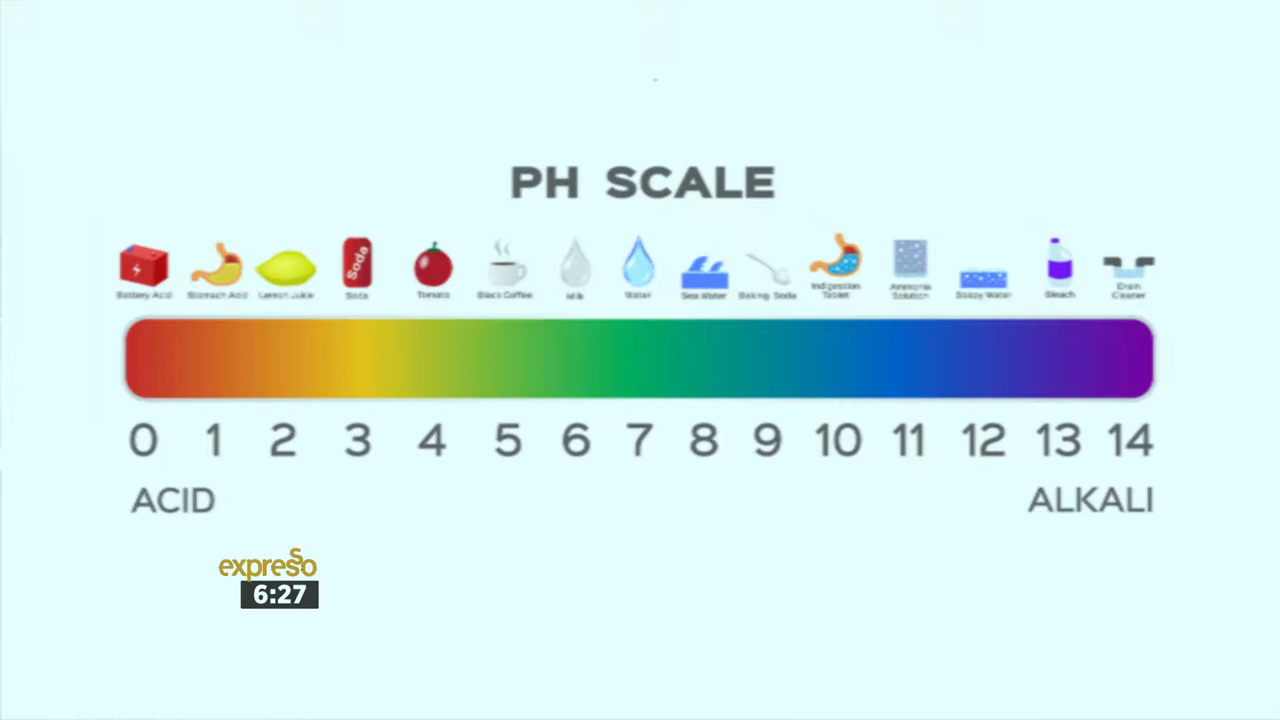 PH SCALE
Battery Acid
Stomach Acid
Lemon Juice
Soda
Soda
Tomato
Black Coffee
Milk
Water
Sea Water
Baking Soda
Indigestion
Tablet
Ammonia
Solution
Soapy Water
Bleach
Drain
Cleaner
0 1 2 3 4 5 6 7 8 9 10 11 12 13 14
ACID
ALKALI
expresso
6:27